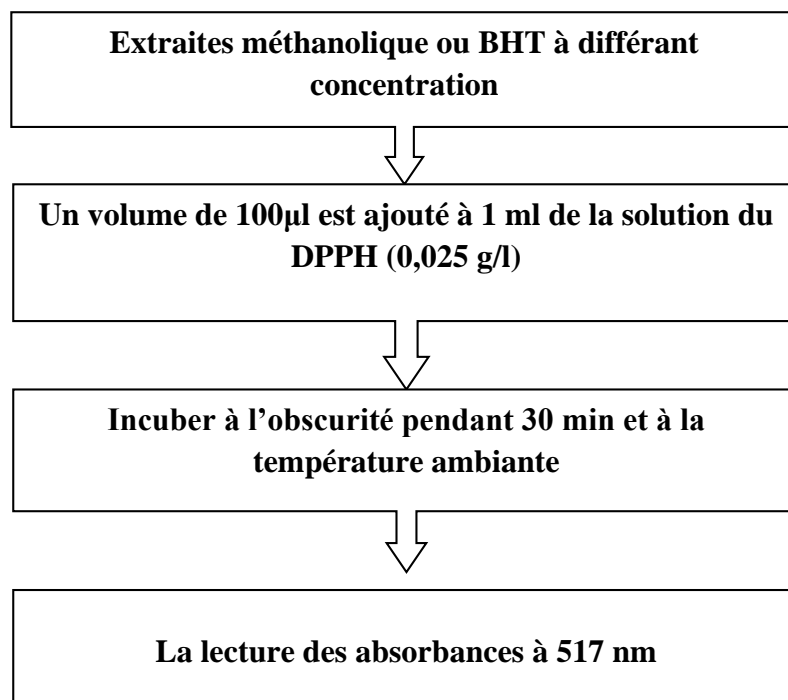 Extraites méthanolique ou BHT à différant
concentration
Un volume de 100µl est ajouté à 1 ml de la solution du
DPPH (0,025 g/l)
Incuber à l’obscurité pendant 30 min et à la
température ambiante
La lecture des absorbances à 517 nm